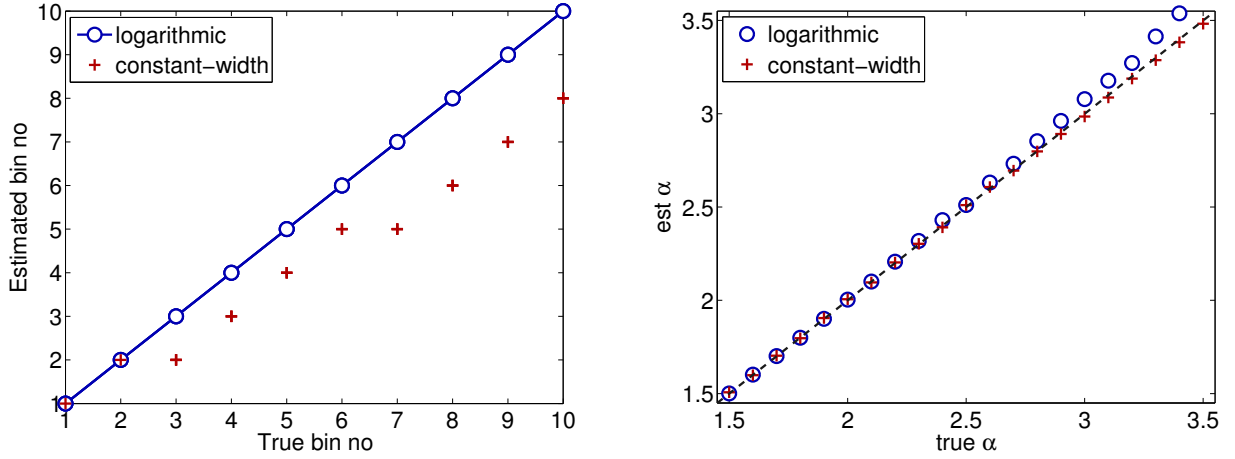 logarithmic
constant−width
Estimated bin no
10
9
8
7
6
5
4
3
2
1
1 2 3 4 5 6 7 8 9 10
True bin no
logarithmic
constant−width
est α
3.5
3
2.5
2
1.5
1.5 2 2.5 3 3.5
true α